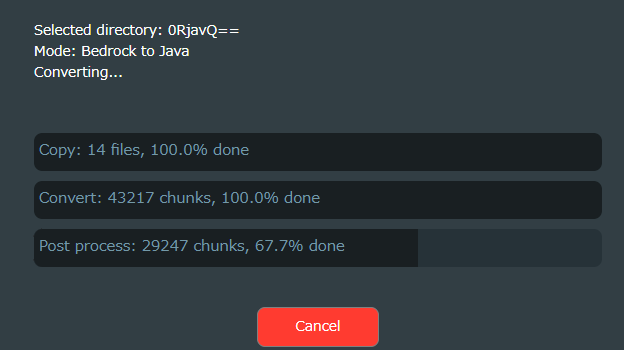 Selected directory: 0RjavQ==
Mode: Bedrock to Java
Converting...
Copy: 14 files, 100.0% done
Convert: 43217 chunks, 100.0% done
Post process: 29247 chunks, 67.7% done
Cancel